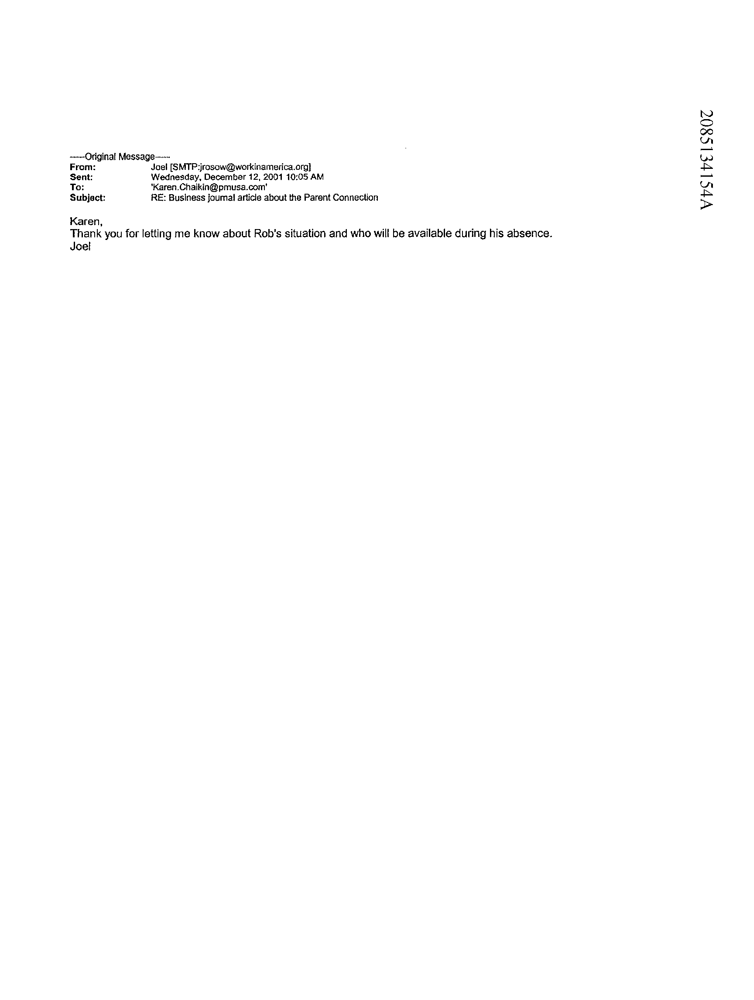 -----Original Message-----
From: Joel [SMTP:jrosow@workinamerica.org]
Sent: Wednesday, December 12, 2001 10:05 AM
To: 'Karen.Chaikin@pmusa.com'
Subject: RE: Business journal article about the Parent Connection
Karen,
Thank you for letting me know about Rob's situation and who will be available during his absence.
Joel
2085134154A